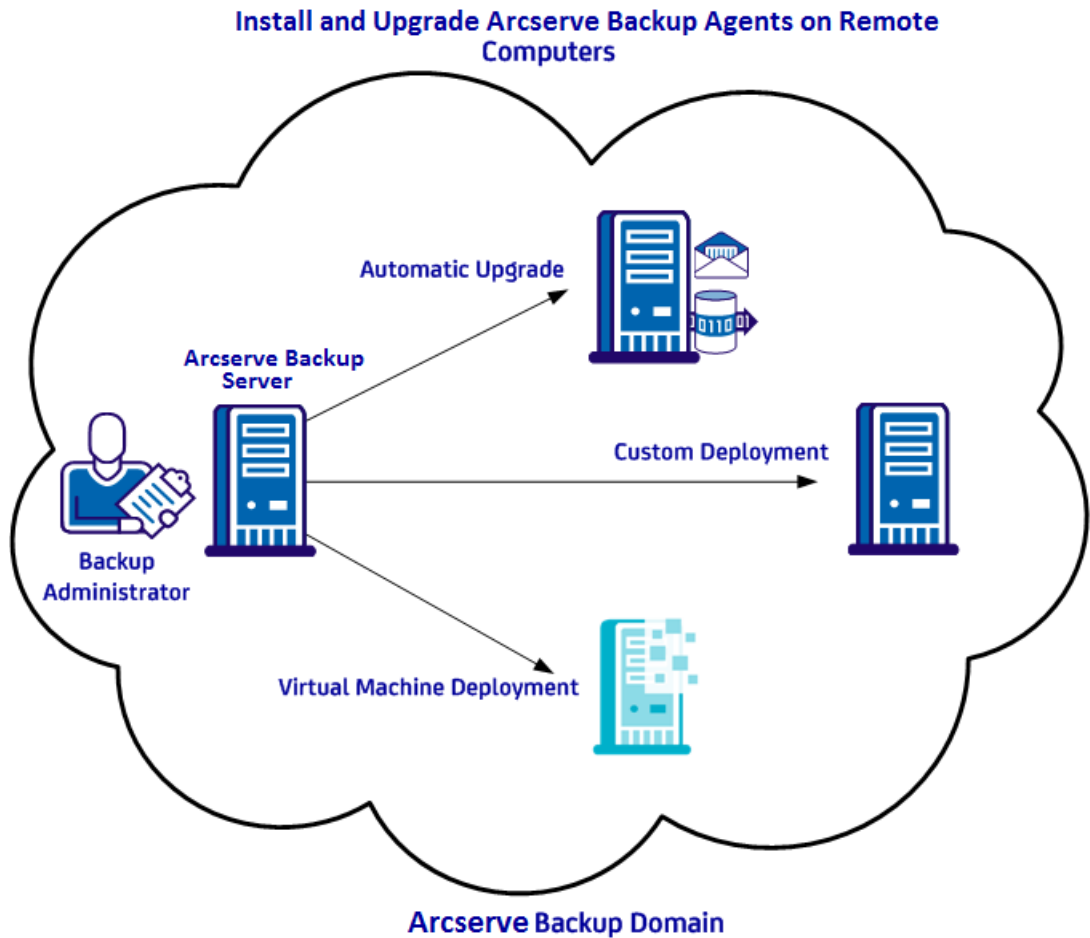 Install and Upgrade Arcserve Backup Agents on Remote
Computers
Automatic Upgrade
0110
Arcserve Backup
Server
Custom Deployment
Backup
Administrator
Virtual Machine Deployment
Arcserve Backup Domain